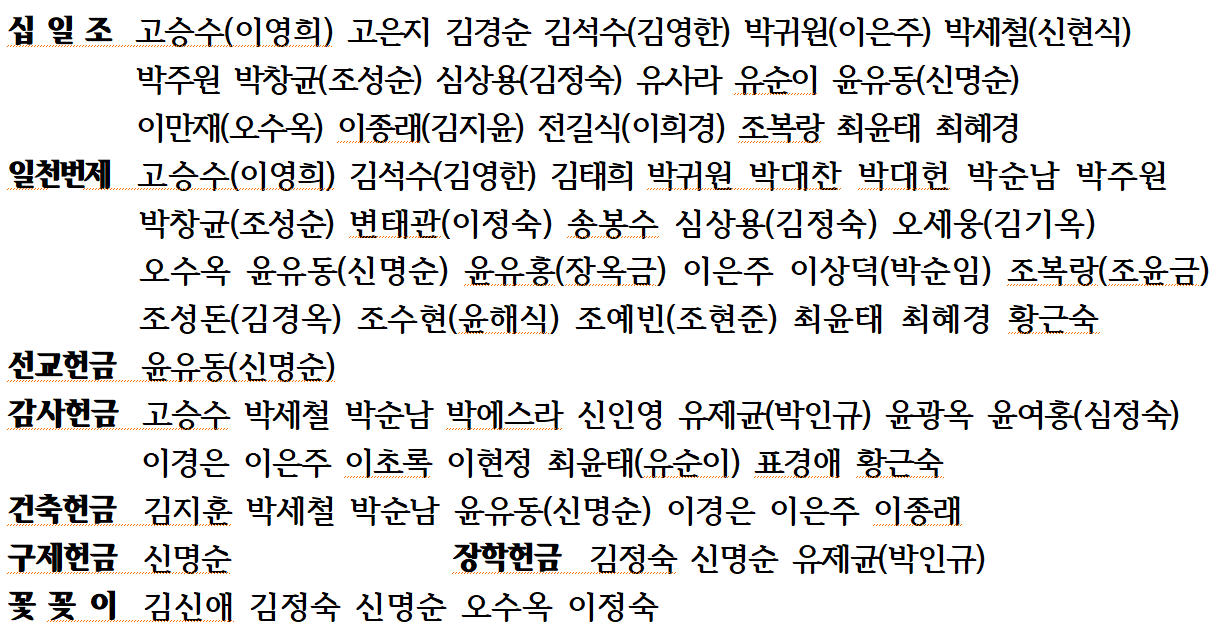 십 일 조 고승수(이영희) 고은지 김경순 김석수(김영한) 박귀원(이은주) 박세철(신현식)
박주원 박창균(조성순) 심상용(김정숙) 유사라 유순이 윤유동(신명순)
이만재(오수옥) 이종래(김지윤) 전길식(이희경) 조복랑 최윤태 최혜경
일천번제 고승수(이영희) 김석수(김영한) 김태희 박귀원 박대찬 박대헌 박순남 박주원
박창균(조성순) 변태관(이정숙) 송봉수 심상용(김정숙) 오세웅(김기옥)
오수옥 윤유동(신명순) 윤유홍(장옥금) 이은주 이상덕(박순임) 조복랑(조윤금)
조성돈(김경옥) 조수현(윤해식) 조예빈(조현준) 최윤태 최혜경 황근숙
선교헌금 윤유동(신명순)
감사헌금 고승수 박세철 박순남 박에스라 신인영 유제균(박인규) 윤광옥 윤여홍(심정숙)
이경은 이은주 이초록 이현정 최윤태(유순이) 표경애 황근숙
건축헌금 김지훈 박세철 박순남 윤유동(신명순) 이경은 이은주 이종래
구제헌금 신명순 장학헌금 김정숙 신명순 유제균(박인규)
꽃 꽂 이 김신애 김정숙 신명순 오수옥 이정숙